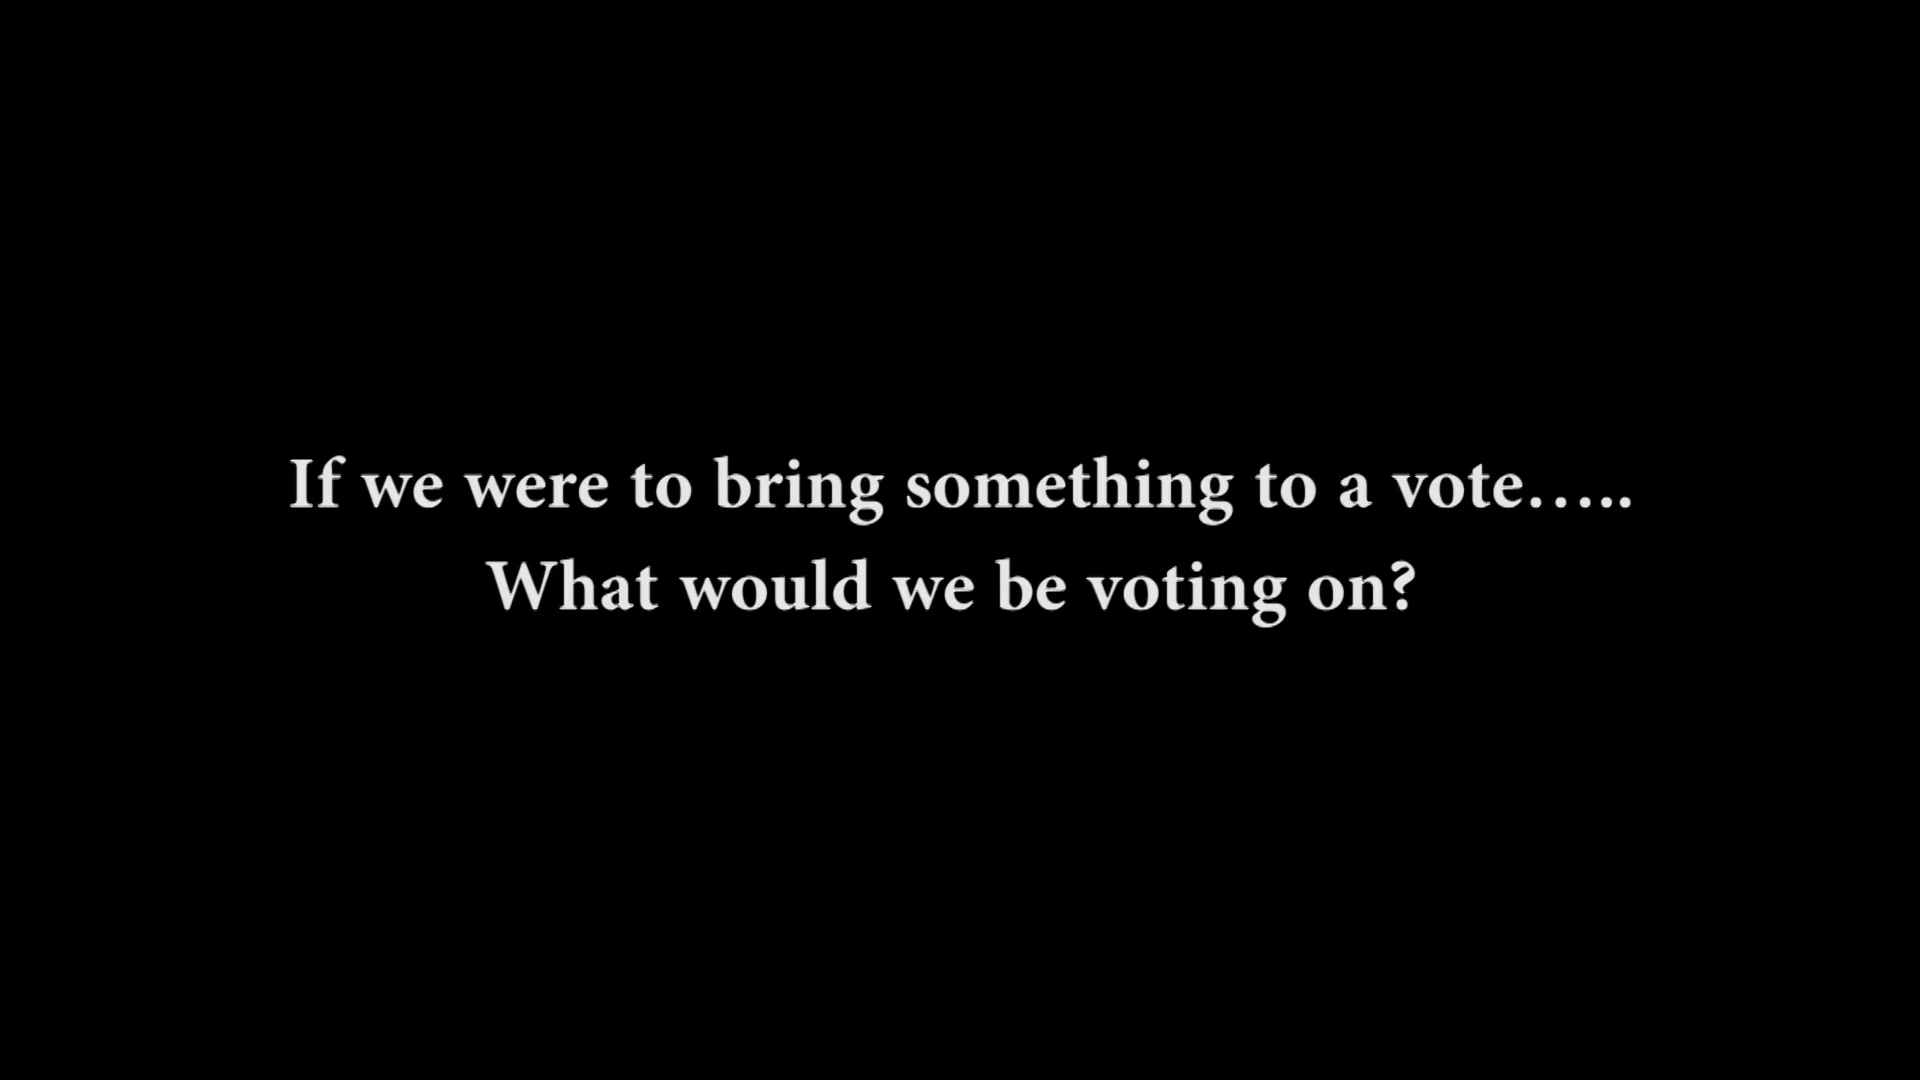 If we were to bring something to a vote…..
What would we be voting on?